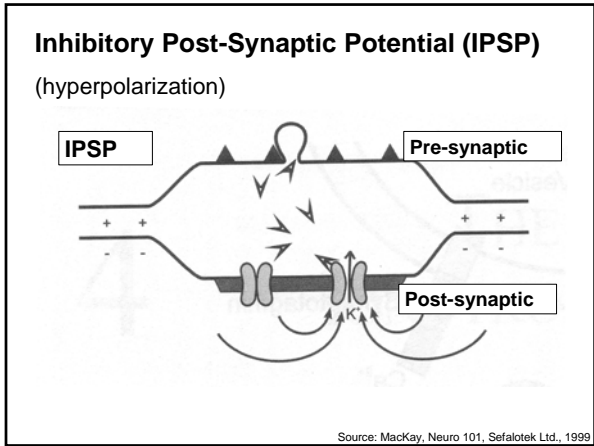 Inhibitory Post-Synaptic Potential (IPSP)
(hyperpolarization)
IPSP
Pre-synaptic
+ +
- -
+ +
- -
Post-synaptic
K+
Source: MacKay, Neuro 101, Sefalotek Ltd., 1999